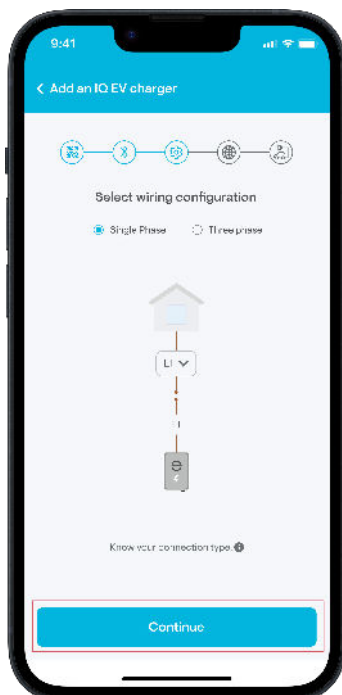 9:41
Add an IQ EV charger
Select wiring configuration
Single Phase Three phase
L1
Know your connection type.
Continue